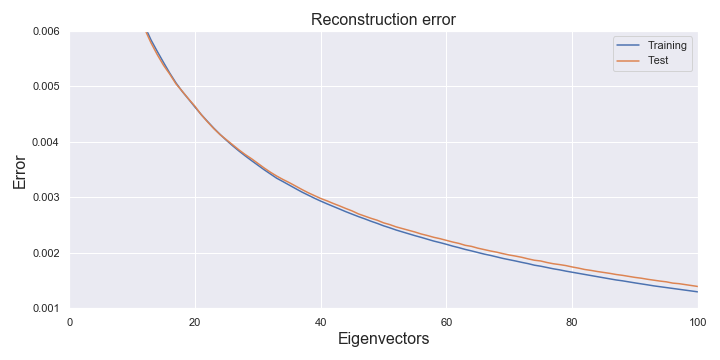 Reconstruction error
0.006
0.005
0.004
0.003
0.002
0.001
Error
Training
Test
0 20 40 60 80 100
Eigenvectors